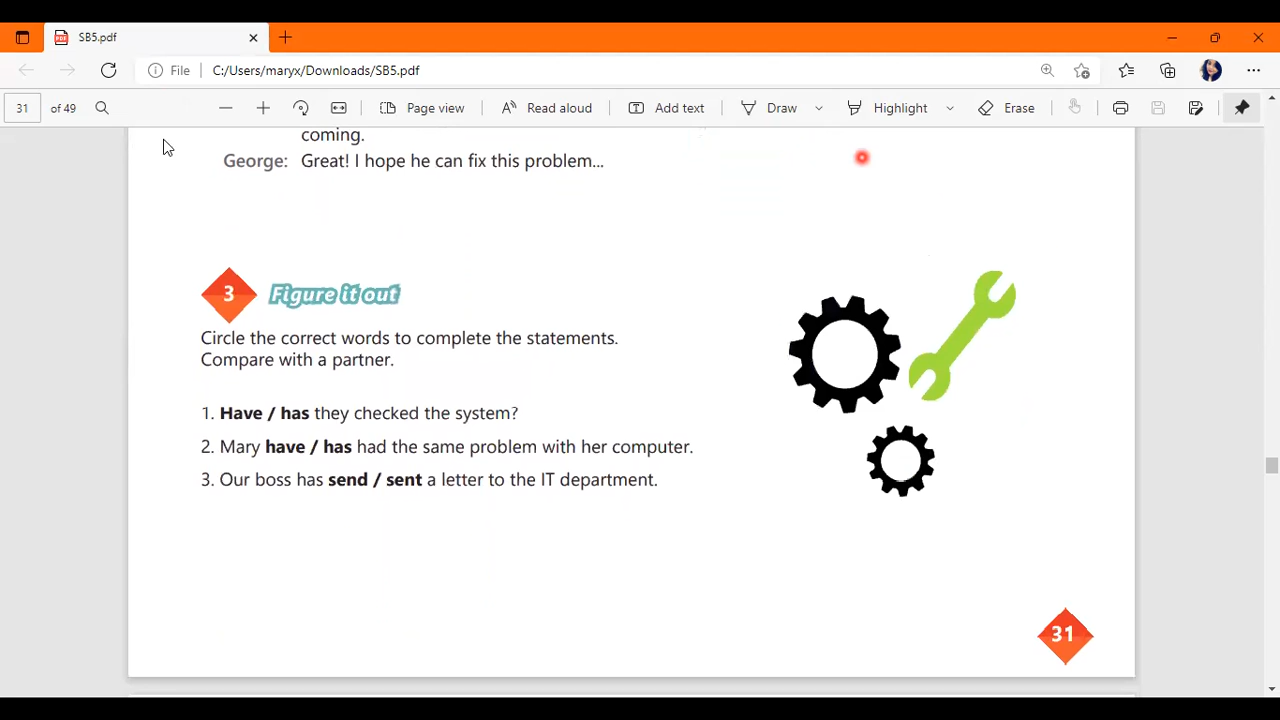 SB5.pdf
File C:/Users/maryx/Downloads/SB5.pdf
31 of 49 Page view Read aloud Add text Draw Highlight Erase
coming.
George: Great! I hope he can fix this problem...
3 Figure it out
Circle the correct words to complete the statements.
Compare with a partner.
1. Have / has they checked the system?
2. Mary have / has had the same problem with her computer.
3. Our boss has send / sent a letter to the IT department.
31